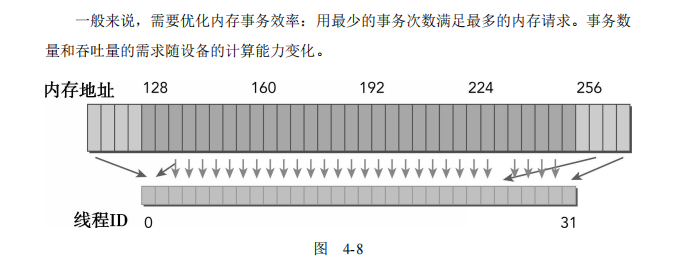 一般来说，需要优化内存事务效率：用最少的事务次数满足最多的内存请求。事务数
量和吞吐量的需求随设备的计算能力变化。
内存地址 128 160 192 224 256
线程ID 0 31
图 4-8